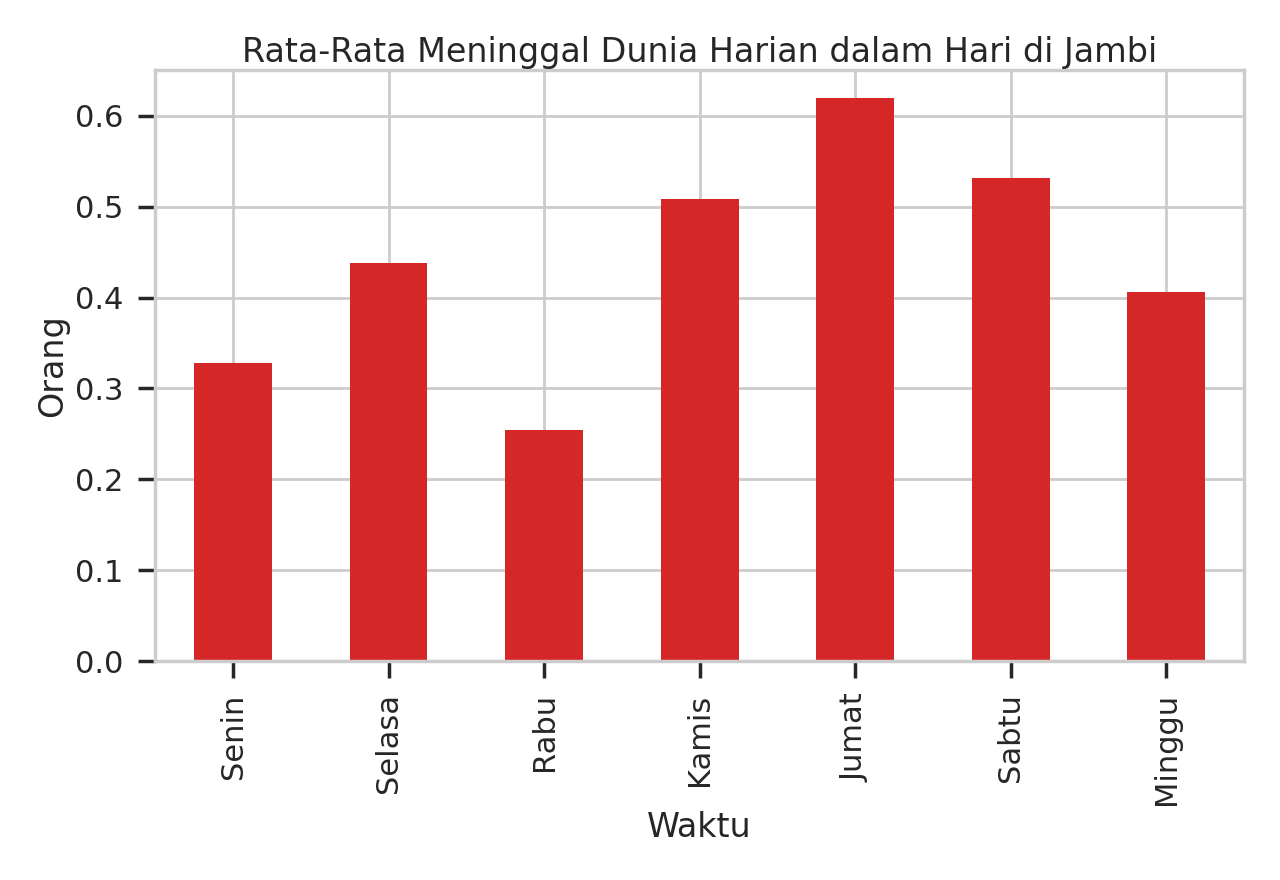 Rata-Rata Meninggal Dunia Harian dalam Hari di Jambi
Orang
0.6
0.5
0.4
0.3
0.2
0.1
0.0
Senin
Selasa
Rabu
Kamis
Jumat
Sabtu
Minggu
Waktu